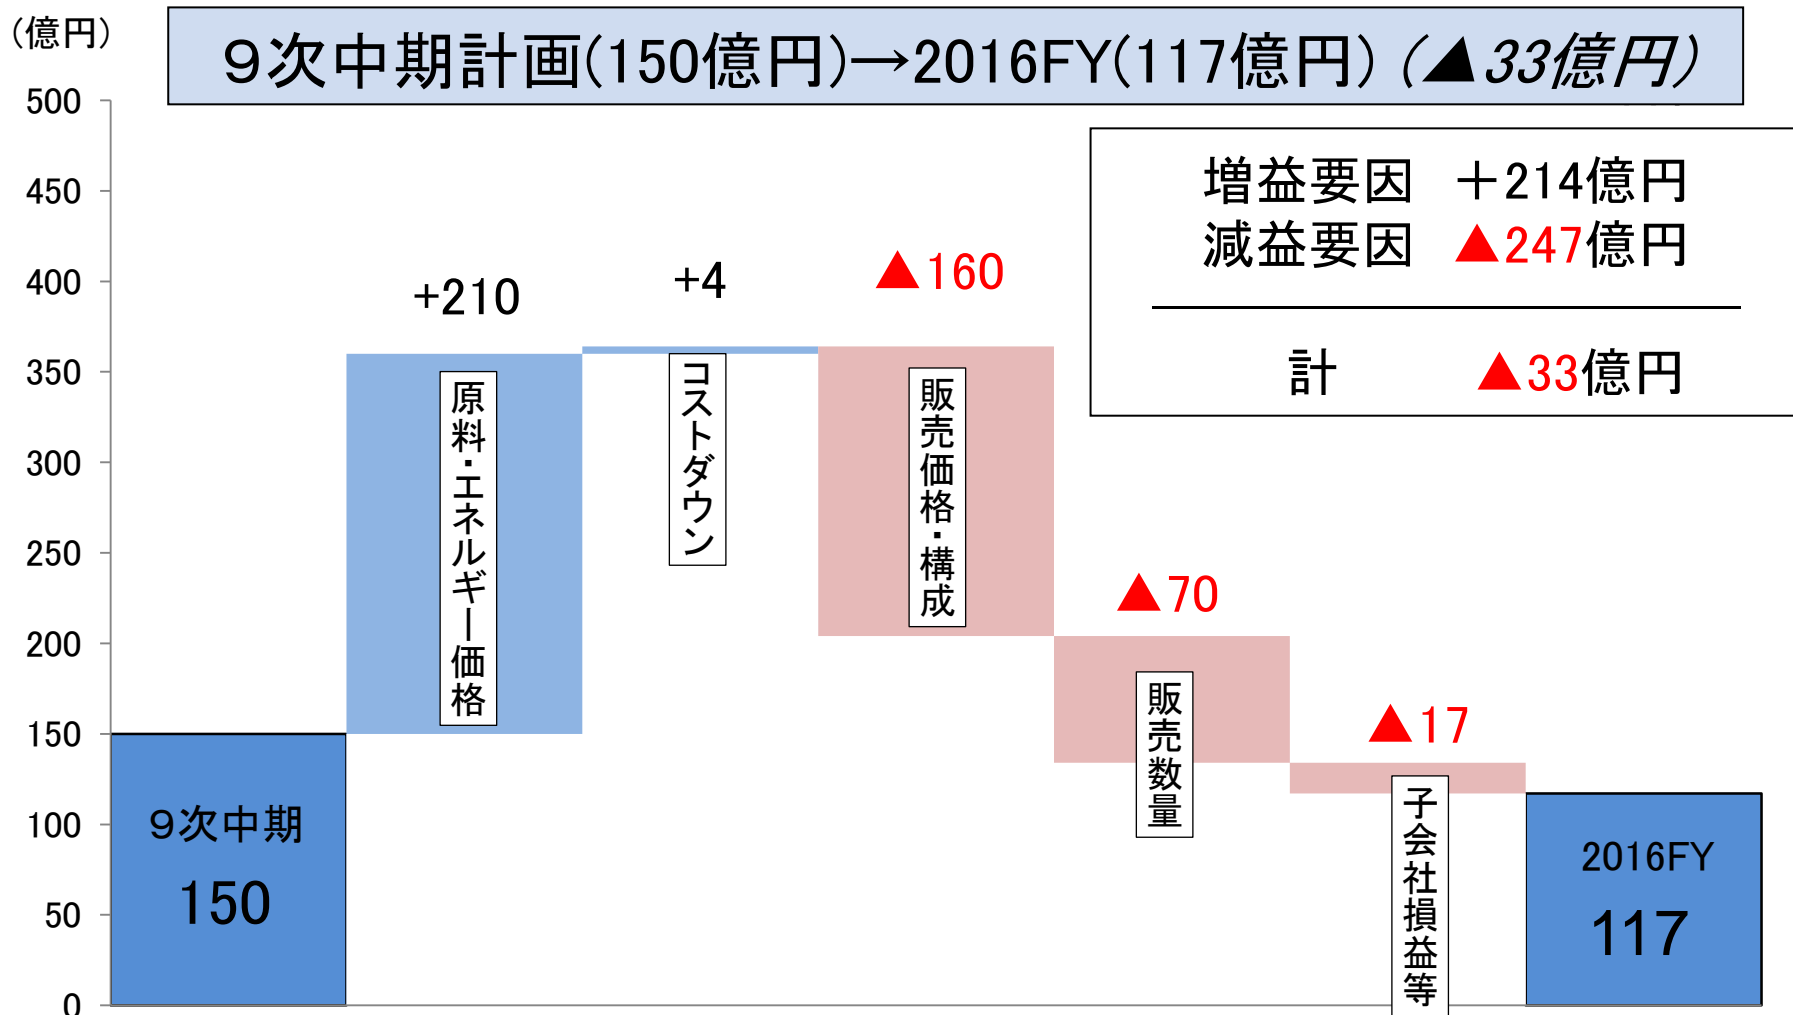 (億円)
９次中期計画(150億円)→2016FY(117億円) (▲33億円)
500
450
400
350
300
250
200
150
100
50
0
増益要因 ＋214億円
減益要因 ▲247億円
計 ▲33億円
+210
+4
▲160
▲70
▲17
原料・エネルギー価格
コストダウン
販売価格・構成
販売数量
子会社損益等
９次中期
150
2016FY
117